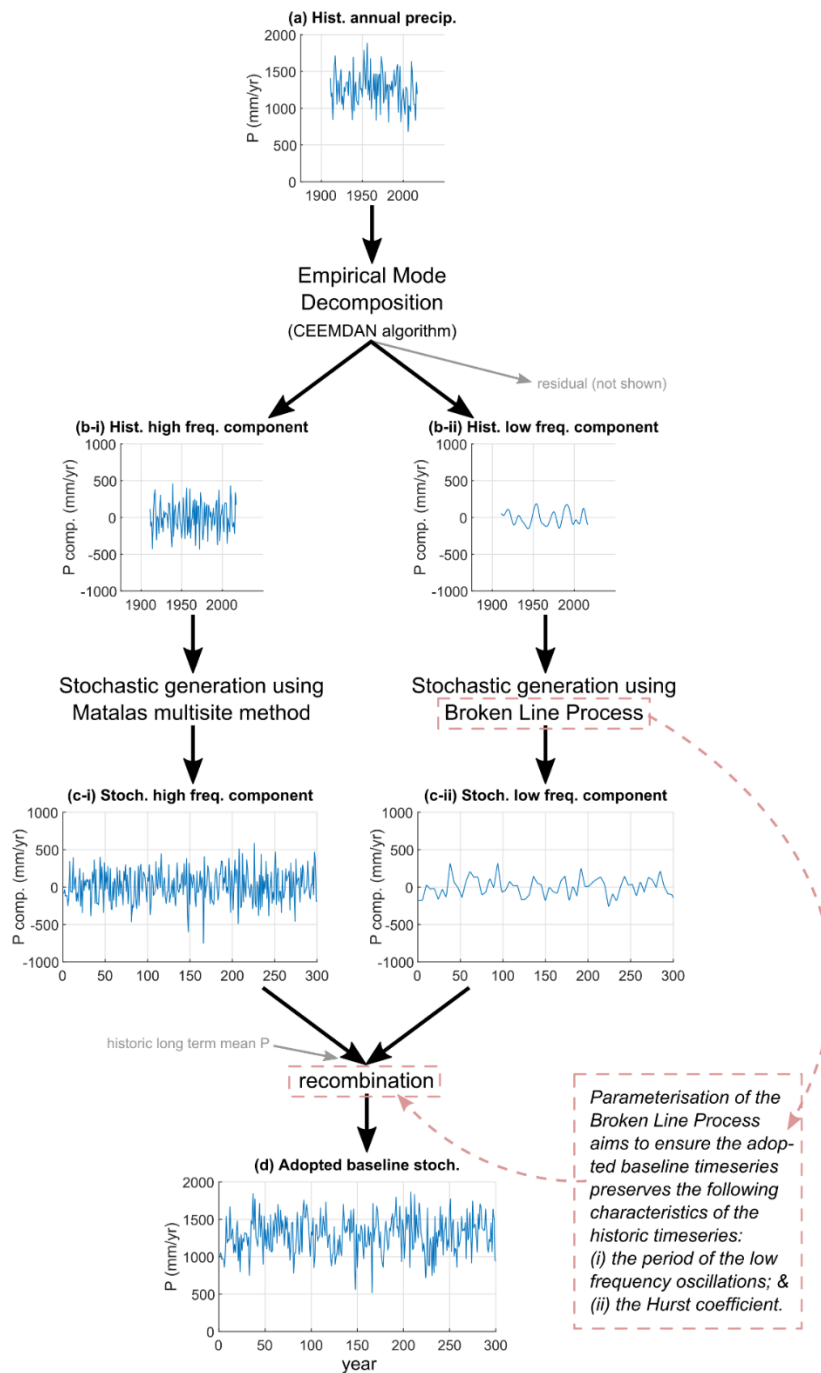 (a) Hist. annual precip.
2000
1500
1000
500
0
P (mm/yr)
1900 1950 2000
Empirical Mode
Decomposition
(CEEMDAN algorithm)
residual (not shown)
(b-i) Hist. high freq. component
1000
500
0
-500
-1000
P comp. (mm/yr)
1900 1950 2000
(b-ii) Hist. low freq. component
1000
500
0
-500
-1000
P comp. (mm/yr)
1900 1950 2000
Stochastic generation using
Matalas multisite method
Stochastic generation using
Broken Line Process
(c-i) Stoch. high freq. component
1000
500
0
-500
-1000
P comp. (mm/yr)
0 50 100 150 200 250 300
(c-ii) Stoch. low freq. component
1000
500
0
-500
-1000
P comp. (mm/yr)
0 50 100 150 200 250 300
historic long term mean P
recombination
(d) Adopted baseline stoch.
2000
1500
1000
500
0
P (mm/yr)
0 50 100 150 200 250 300
year
Parameterisation of the
Broken Line Process
aims to ensure the adop-
ted baseline timeseries
preserves the following
characteristics of the
historic timeseries:
(i) the period of the low
frequency oscillations; &
(ii) the Hurst coefficient.